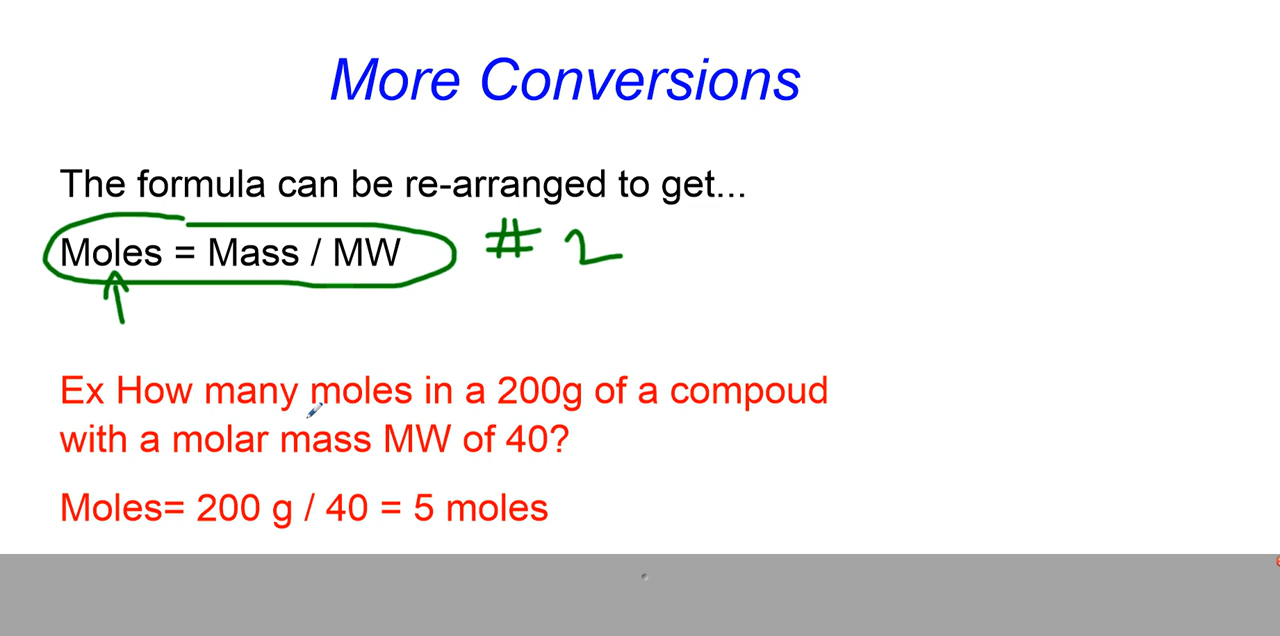 More Conversions
The formula can be re-arranged to get...
Moles = Mass / MW # 2
Ex How many moles in a 200g of a compoud
with a molar mass MW of 40?
Moles= 200 g / 40 = 5 moles